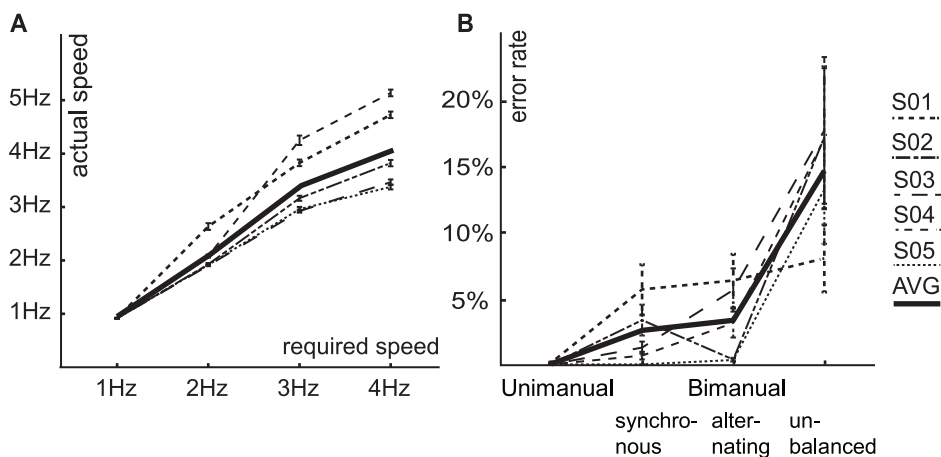 A
actual speed
5Hz
4Hz
3Hz
2Hz
1Hz
required speed
1Hz 2Hz 3Hz 4Hz
B
error rate
20%
15%
10%
5%
Unimanual Bimanual
synchro- alter- un-
nous nating balanced
S01
S02
S03
S04
S05
AVG